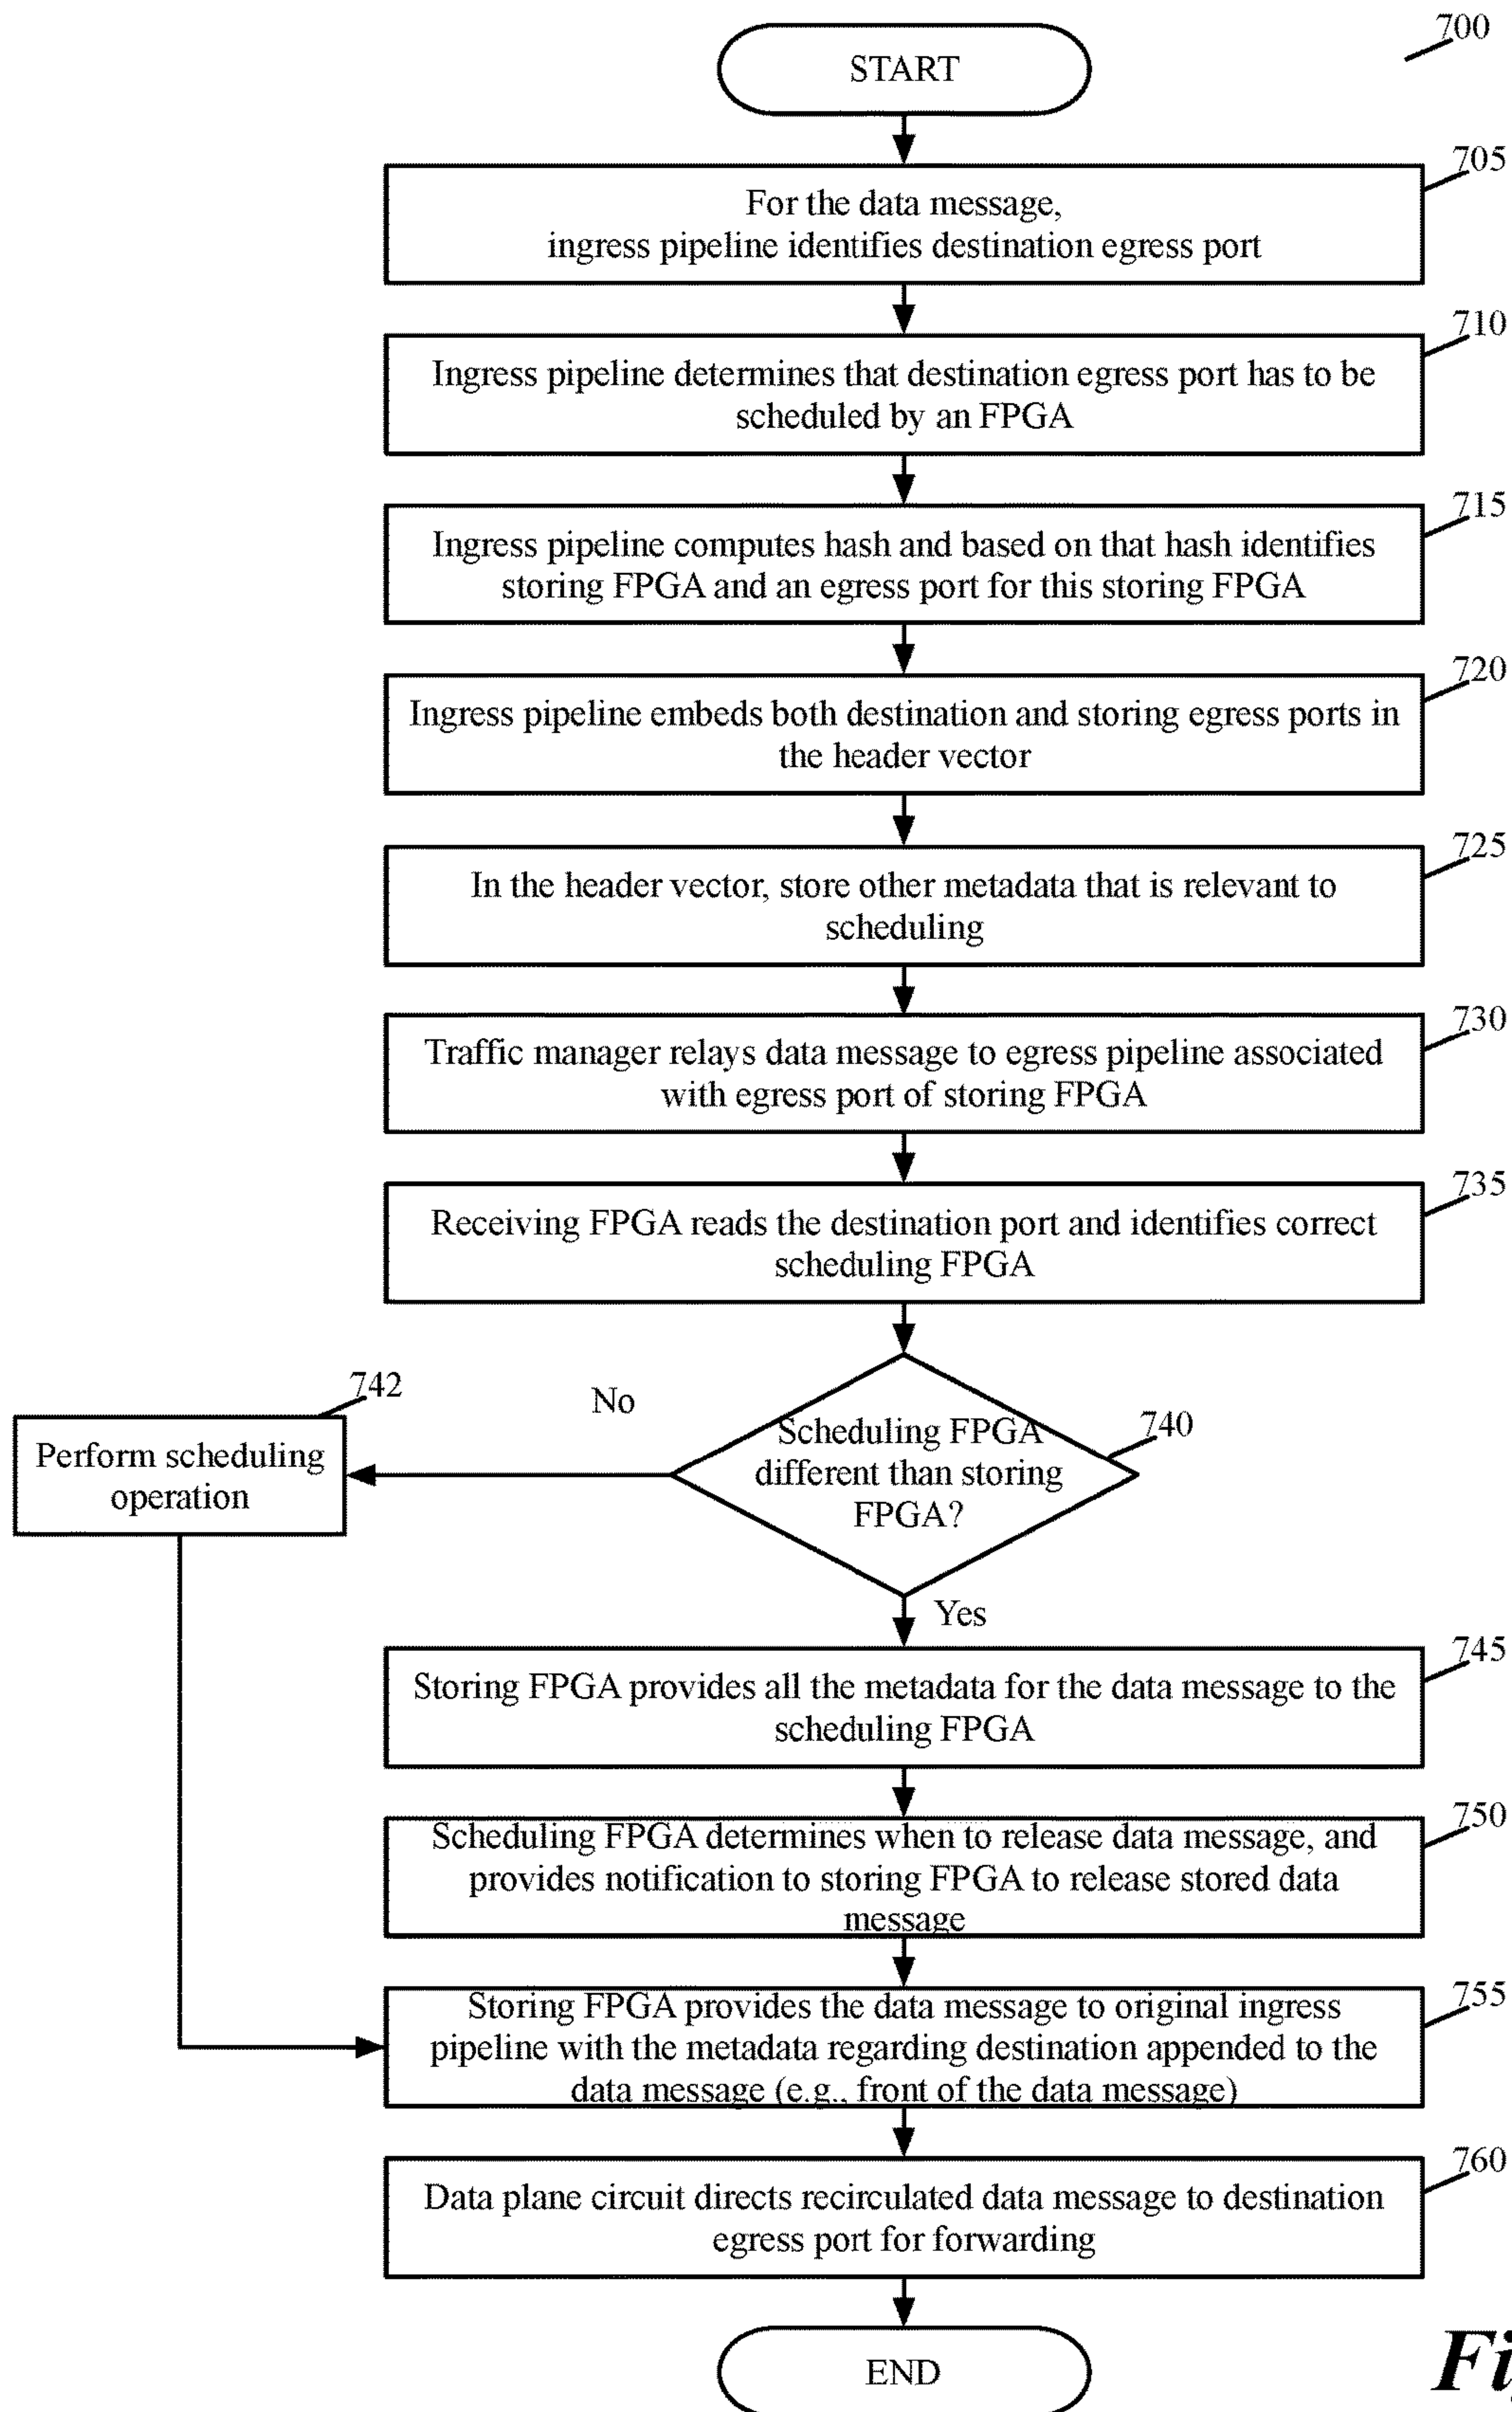 700
START
705
For the data message,
ingress pipeline identifies destination egress port
710
Ingress pipeline determines that destination egress port has to be
scheduled by an FPGA
715
Ingress pipeline computes hash and based on that hash identifies
storing FPGA and an egress port for this storing FPGA
720
Ingress pipeline embeds both destination and storing egress ports in
the header vector
725
In the header vector, store other metadata that is relevant to
scheduling
730
Traffic manager relays data message to egress pipeline associated
with egress port of storing FPGA
735
Receiving FPGA reads the destination port and identifies correct
scheduling FPGA
742
No
740
Perform scheduling
operation
Scheduling FPGA
different than storing
FPGA?
Yes
745
Storing FPGA provides all the metadata for the data message to the
scheduling FPGA
750
Scheduling FPGA determines when to release data message, and
provides notification to storing FPGA to release stored data
message
755
Storing FPGA provides the data message to original ingress
pipeline with the metadata regarding destination appended to the
data message (e.g., front of the data message)
760
Data plane circuit directs recirculated data message to destination
egress port for forwarding
END